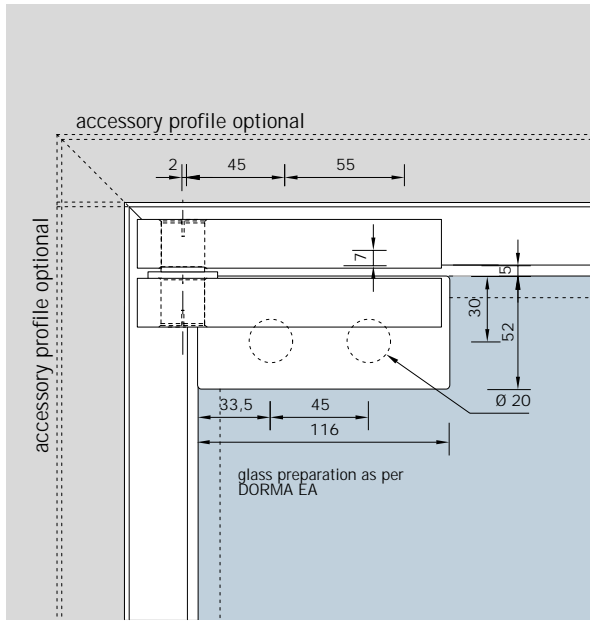 accessory profile optional
2
45
55
accessory profile optional
7
5
30
52
Ø 20
33,5
45
116
glass preparation as per
DORMA EA